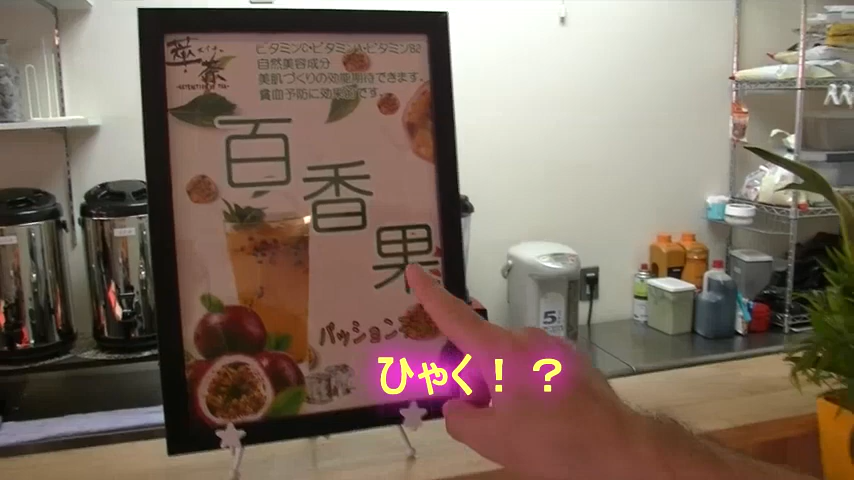 ビタミンC・ビタミンA・ビタミンB2
自然美容成分
美肌づくりの効果期待できます。
貧血予防に効果的です。
百香果
パッション
ひゃく！？
5